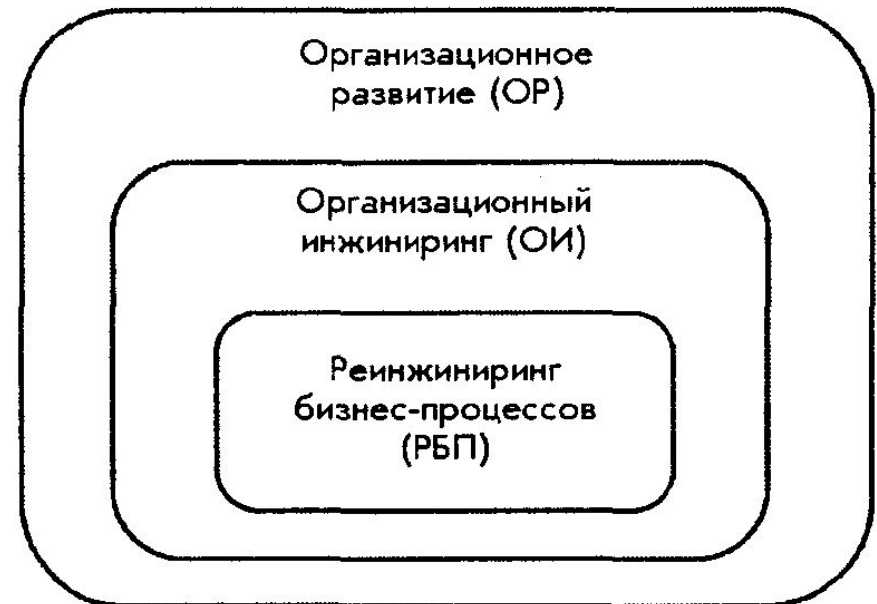 Организационное
развитие (ОР)
Организационный
инжиниринг (ОИ)
Реинжиниринг
бизнес-процессов
(РБП)